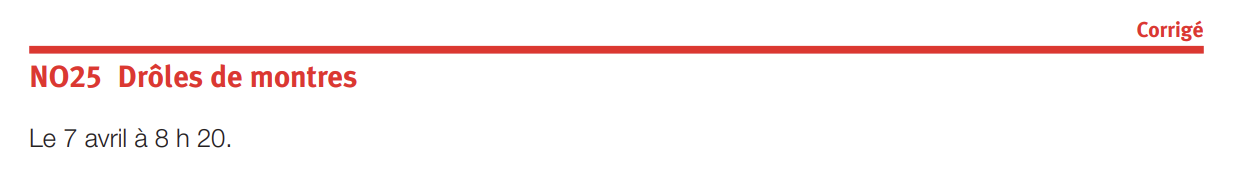 Corrigé
NO25 Drôles de montres
Le 7 avril à 8 h 20.